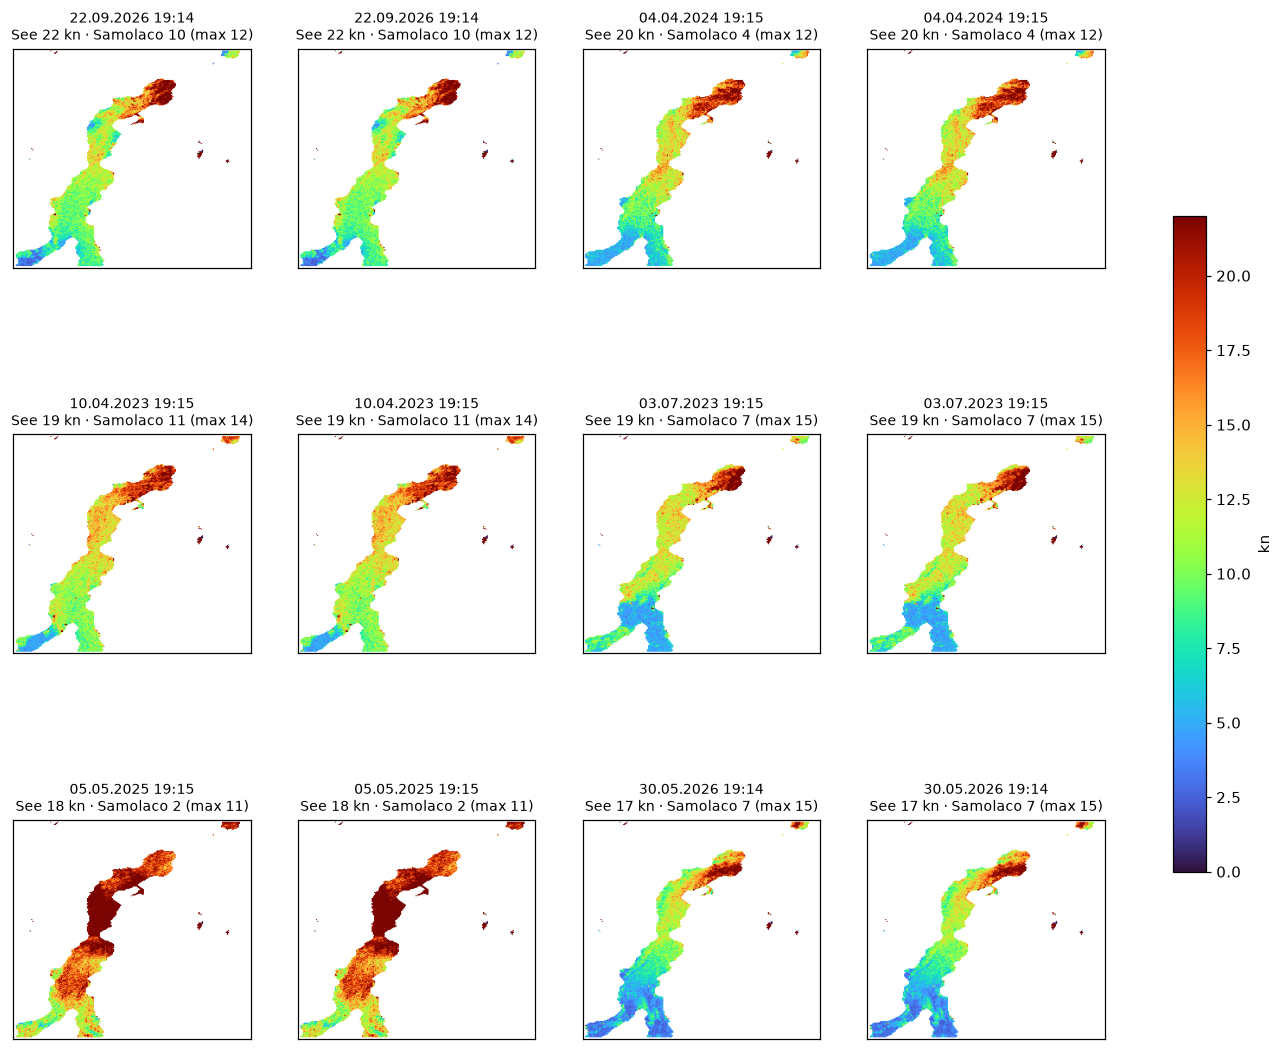 22.09.2026 19:14
See 22 kn · Samolaco 10 (max 12)
22.09.2026 19:14
See 22 kn · Samolaco 10 (max 12)
04.04.2024 19:15
See 20 kn · Samolaco 4 (max 12)
04.04.2024 19:15
See 20 kn · Samolaco 4 (max 12)
10.04.2023 19:15
See 19 kn · Samolaco 11 (max 14)
10.04.2023 19:15
See 19 kn · Samolaco 11 (max 14)
03.07.2023 19:15
See 19 kn · Samolaco 7 (max 15)
03.07.2023 19:15
See 19 kn · Samolaco 7 (max 15)
05.05.2025 19:15
See 18 kn · Samolaco 2 (max 11)
05.05.2025 19:15
See 18 kn · Samolaco 2 (max 11)
30.05.2026 19:14
See 17 kn · Samolaco 7 (max 15)
30.05.2026 19:14
See 17 kn · Samolaco 7 (max 15)
20.0
17.5
15.0
12.5
10.0
7.5
5.0
2.5
0.0
kn